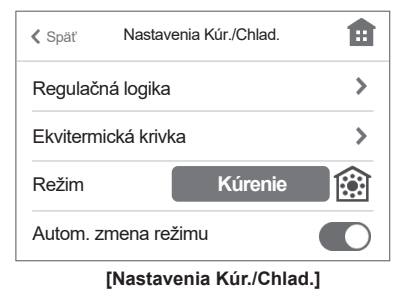 Späť Nastavenia Kúr./Chlad.
Regulačná logika
Ekvitermická krivka
Režim Kúrenie
Autom. zmena režimu
[Nastavenia Kúr./Chlad.]